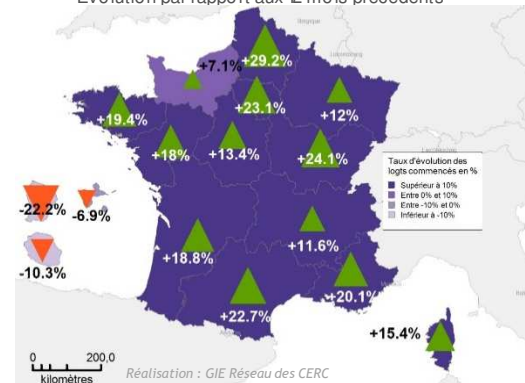 Evolution par rapport aux 12 mois précédents
Belgique
Luxembourg
+29.2%
+7.1%
+23.1%
+12%
+19.4%
+18%
+13.4%
+24.1%
Taux d'évolution des
logts commencés en %
Supérieur à 10%
Entre 0% et 10%
Entre -10% et 0%
Inférieur à -10%
-22.2%
-6.9%
-10.3%
+18.8%
+11.6%
+20.1%
+22.7%
+15.4%
0 200,0
kilomètres
Réalisation : GIE Réseau des CERC